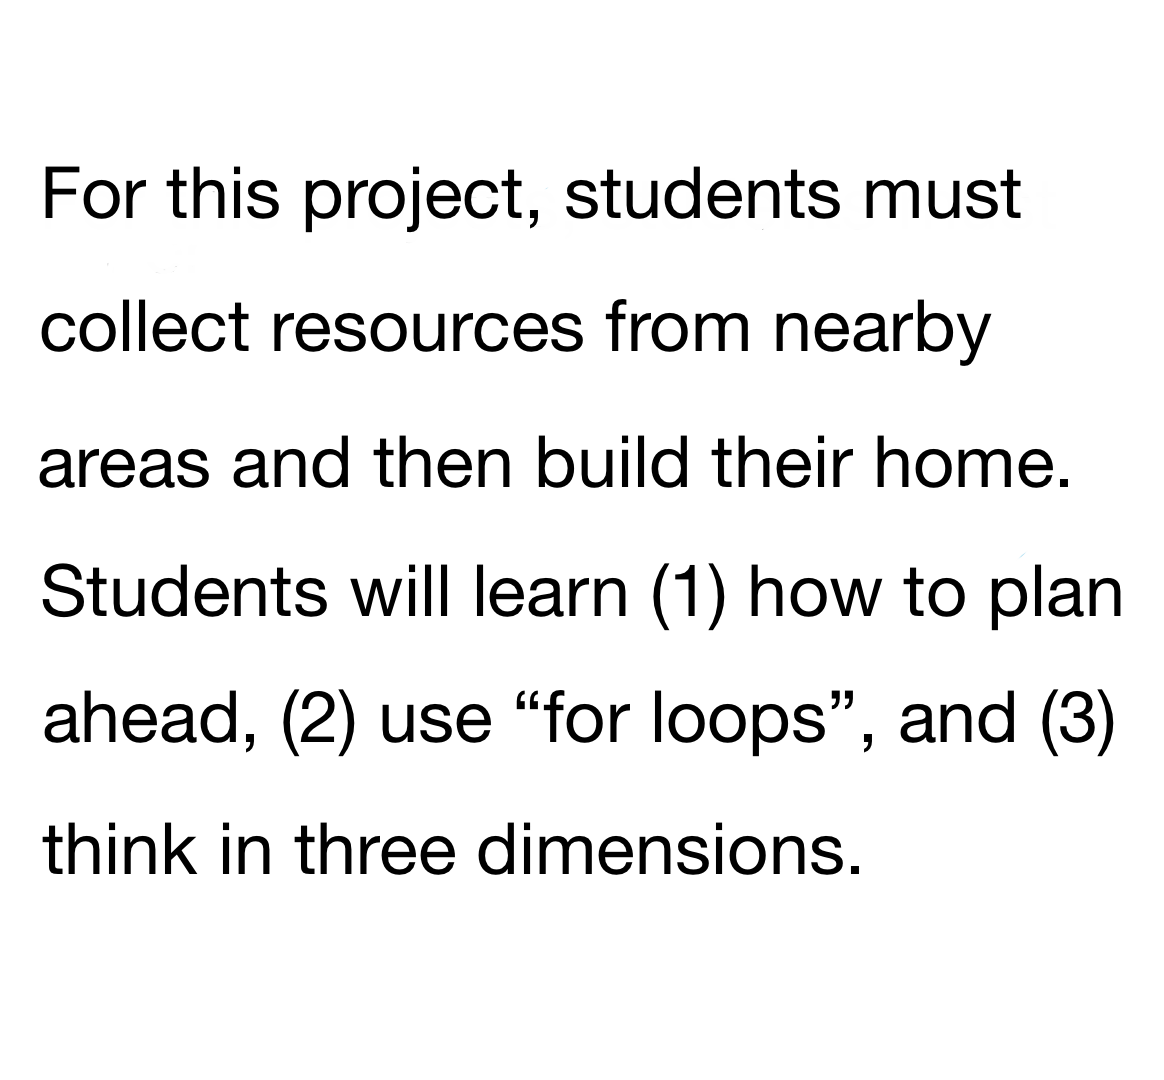 For this project, students must
collect resources from nearby
areas and then build their home.
Students will learn (1) how to plan
ahead, (2) use “for loops”, and (3)
think in three dimensions.